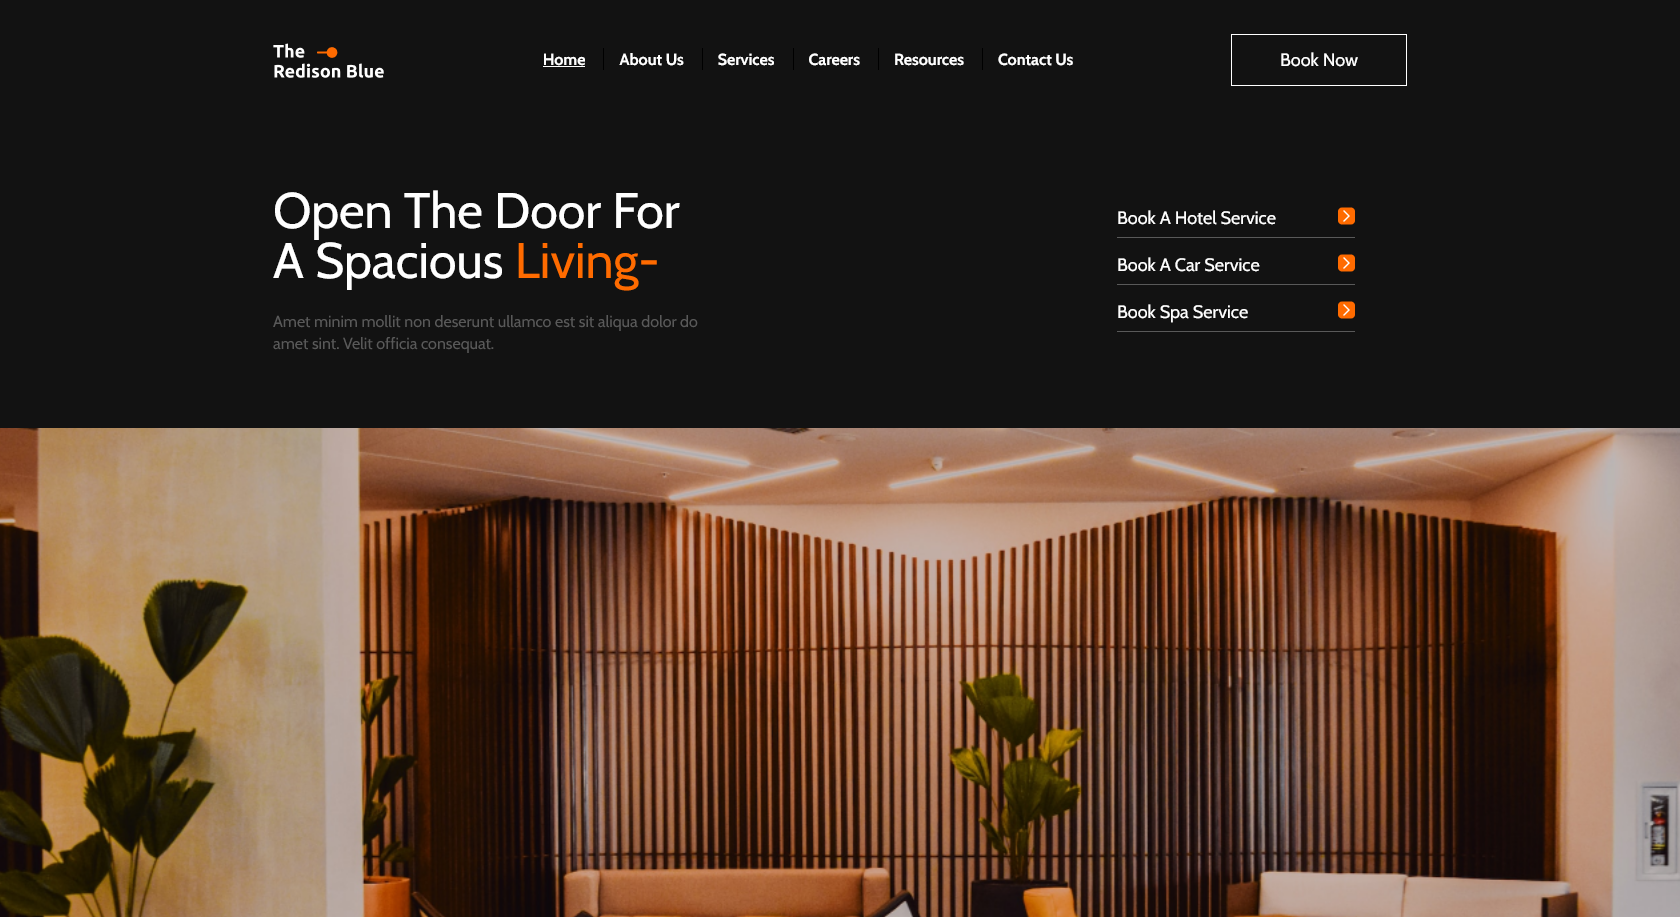 The
Redison Blue
Home
About Us
Services
Careers
Resources
Contact Us
Book Now
Open The Door For
A Spacious Living-
Amet minim mollit non deserunt ullamco est sit aliqua dolor do
amet sint. Velit officia consequat.
Book A Hotel Service
Book A Car Service
Book Spa Service